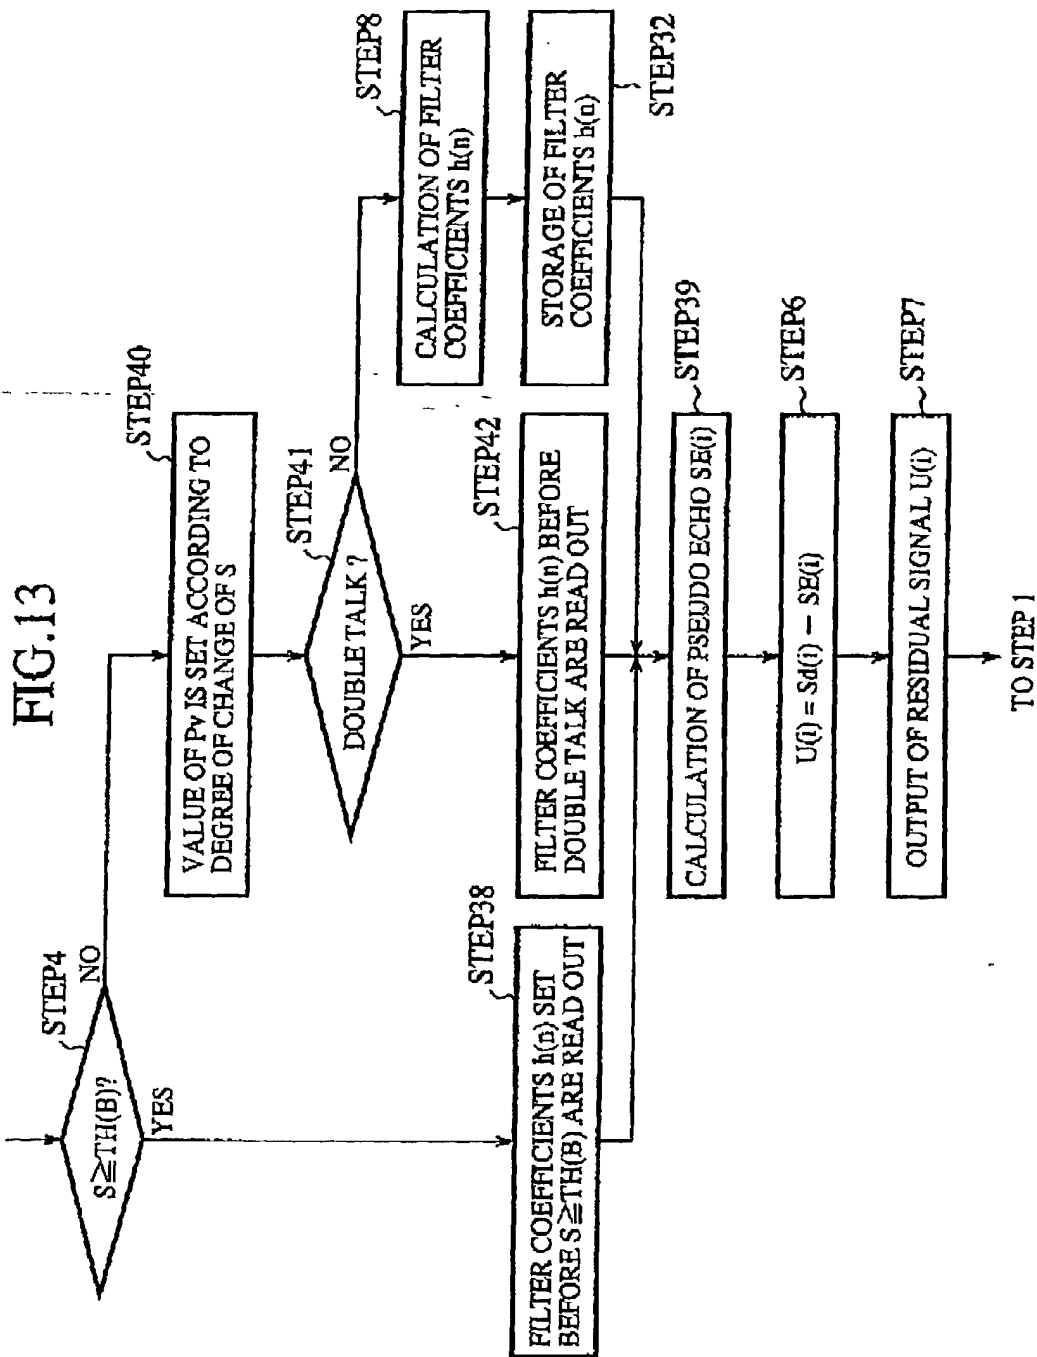 FIG.13
STEP4
S≧TH(B)?
NO
YES
STEP40
VALUE OF Pv IS SET ACCORDING TO
DEGREE OF CHANGE OF S
STEP41
DOUBLE TALK ?
NO
YES
STEP8
CALCULATION OF FILTER
COEFFICIENTS h(n)
STEP38
FILTER COEFFICIENTS h(n) SET
BEFORE S≧TH(B) ARE READ OUT
STEP42
FILTER COEFFICIENTS h(n) BEFORE
DOUBLE TALK ARE READ OUT
STORAGE OF FILTER
COEFFICIENTS h(n)
STEP32
STEP39
CALCULATION OF PSEUDO ECHO SE(i)
STEP6
U(i) = Sd(i) − SE(i)
STEP7
OUTPUT OF RESIDUAL SIGNAL U(i)
TO STEP 1